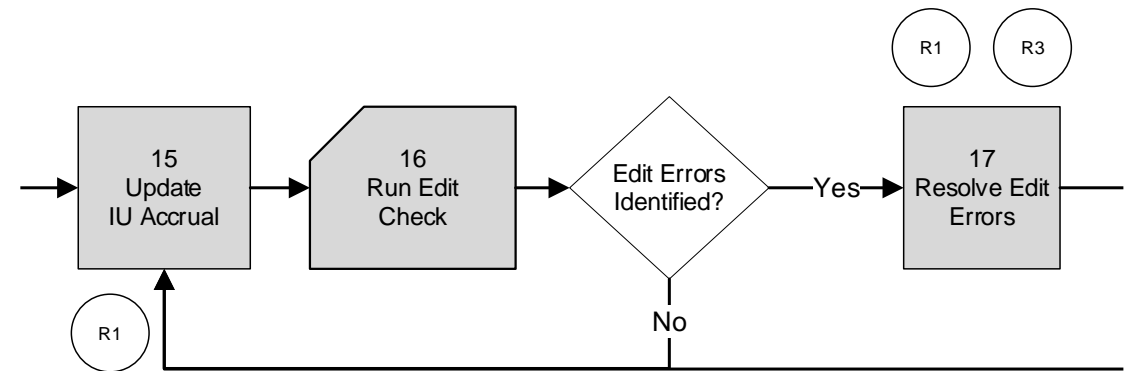 R1
R3
15
Update
IU Accrual
16
Run Edit
Check
Edit Errors
Identified?
Yes
17
Resolve Edit
Errors
No
R1